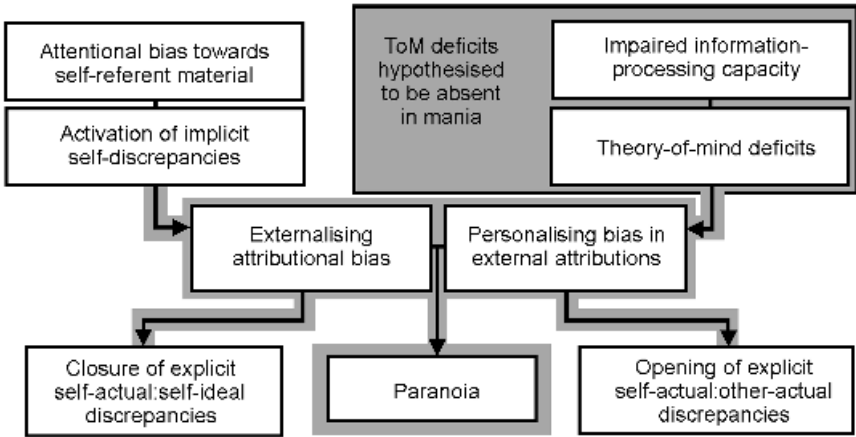 Attentional bias towards
self-referent material
Activation of implicit
self-discrepancies
ToM deficits
hypothesised
to be absent
in mania
Impaired information-
processing capacity
Theory-of-mind deficits
Externalising
attributional bias
Personalising bias in
external attributions
Closure of explicit
self-actual:self-ideal
discrepancies
Paranoia
Opening of explicit
self-actual:other-actual
discrepancies